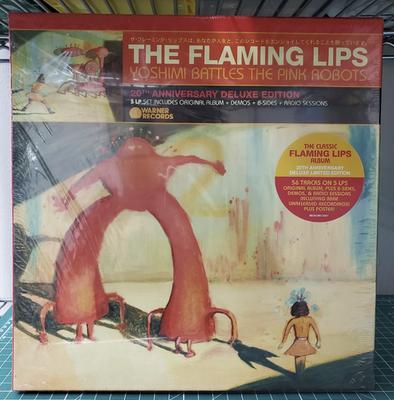 THE FLAMING LIPS
YOSHIMI BATTLES THE PINK ROBOTS
20TH ANNIVERSARY DELUXE EDITION
5 LP SET INCLUDES ORIGINAL ALBUM + DEMOS + B-SIDES + RADIO SESSIONS
WARNER
RECORDS
THE CLASSIC
FLAMING LIPS
ALBUM
20TH ANNIVERSARY
DELUXE LIMITED EDITION
56 TRACKS ON 5 LPS
ORIGINAL ALBUM, PLUS B-SIDES,
DEMOS, & RADIO SESSIONS
INCLUDING RARE
UNRELEASED RECORDINGS!
PLUS POSTER!